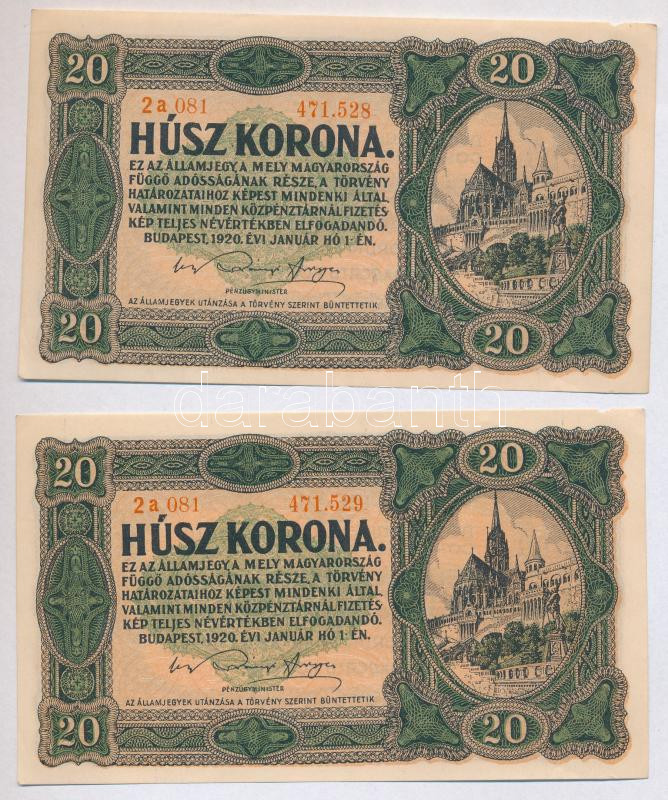 20 20
2a 081 471.528
HÚSZ KORONA.
EZ AZ ÁLLAMJEGY, A MELY MAGYARORSZÁG
FÜGGŐ ADÓSSÁGÁNAK RÉSZE, A TÖRVÉNY
HATÁROZATAIHOZ KÉPEST MINDENKI ÁLTAL,
VALAMINT MINDEN KÖZPÉNZTÁRNÁL FIZETÉS-
KÉP TELJES NÉVÉRTÉKBEN ELFOGADANDÓ.
BUDAPEST, 1920. ÉVI JANUÁR HÓ 1-ÉN.
PÉNZÜGYMINISTER
AZ ÁLLAMJEGYEK UTÁNZÁSA A TÖRVÉNY SZERINT BÜNTETTETIK.
20 20
darabanth
20 20
2a 081 471.529
HÚSZ KORONA.
EZ AZ ÁLLAMJEGY, A MELY MAGYARORSZÁG
FÜGGŐ ADÓSSÁGÁNAK RÉSZE, A TÖRVÉNY
HATÁROZATAIHOZ KÉPEST MINDENKI ÁLTAL,
VALAMINT MINDEN KÖZPÉNZTÁRNÁL FIZETÉS-
KÉP TELJES NÉVÉRTÉKBEN ELFOGADANDÓ.
BUDAPEST, 1920. ÉVI JANUÁR HÓ 1-ÉN.
PÉNZÜGYMINISTER
AZ ÁLLAMJEGYEK UTÁNZÁSA A TÖRVÉNY SZERINT BÜNTETTETIK.
20 20